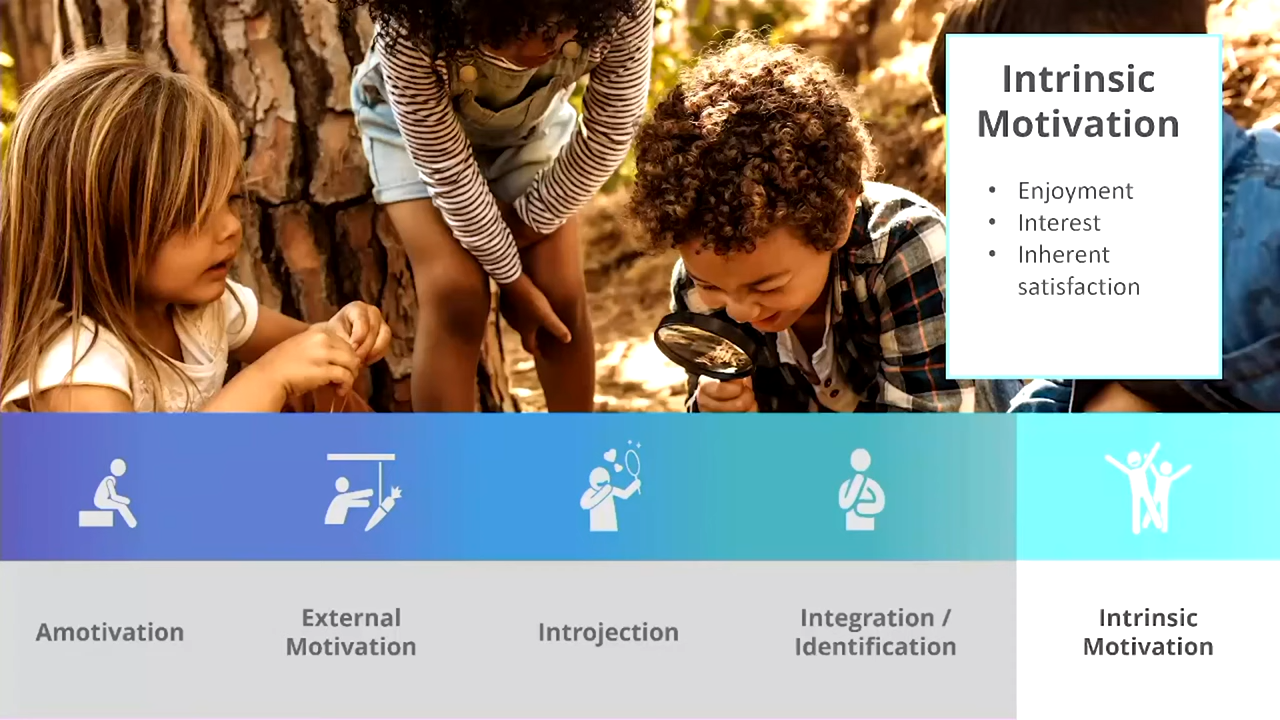 Intrinsic
Motivation
• Enjoyment
• Interest
• Inherent
satisfaction
Amotivation
External
Motivation
Introjection
Integration /
Identification
Intrinsic
Motivation